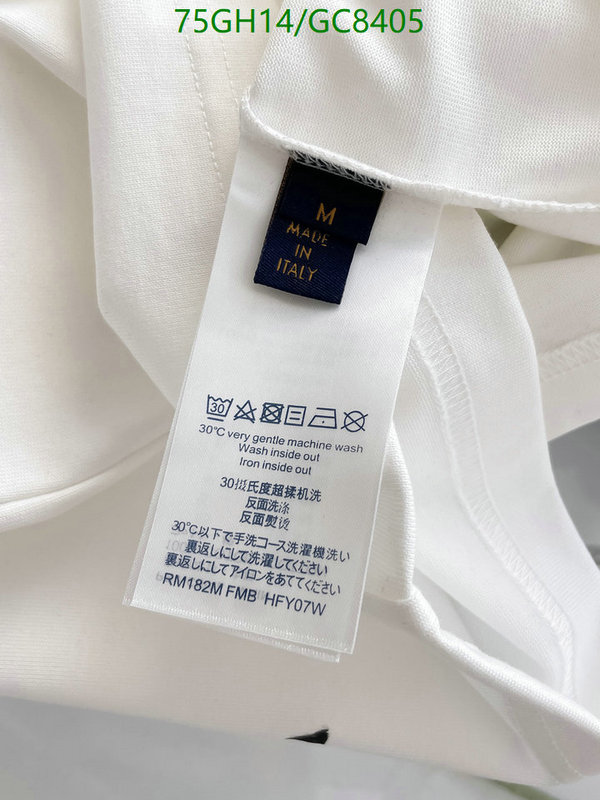 75GH14/GC8405
M
MADE
IN
ITALY
30
30°C very gentle machine wash
Wash inside out
Iron inside out
30摄氏度超揉机洗
反面洗涤
反面熨烫
30℃以下で手洗コース洗濯機洗い
裏返しにして洗濯してください
裏返しにしてアイロンをあててください
RM182M FMB HFY07W